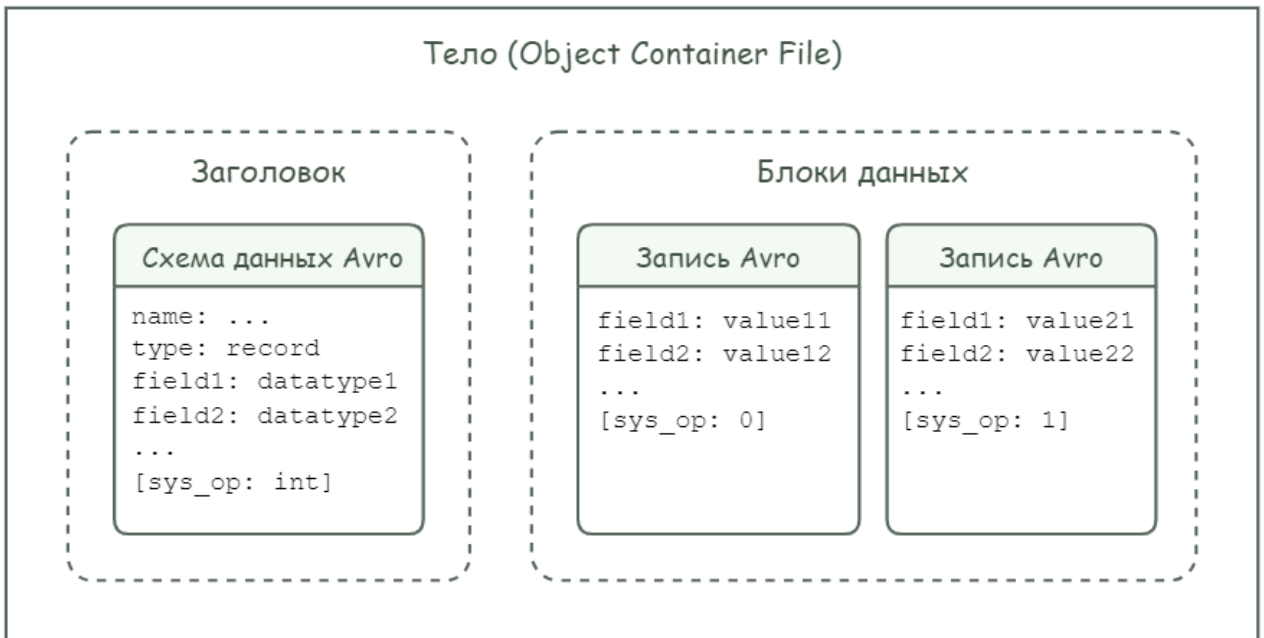 Тело (Object Container File)
Заголовок
Схема данных Avro
name: ...
type: record
field1: datatype1
field2: datatype2
...
[sys_op: int]
Блоки данных
Запись Avro
field1: value11
field2: value12
...
[sys_op: 0]
Запись Avro
field1: value21
field2: value22
...
[sys_op: 1]